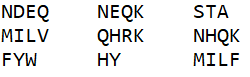 NDEQ NEQK STA
MILV QHRK NHQK
FYW HY MILF